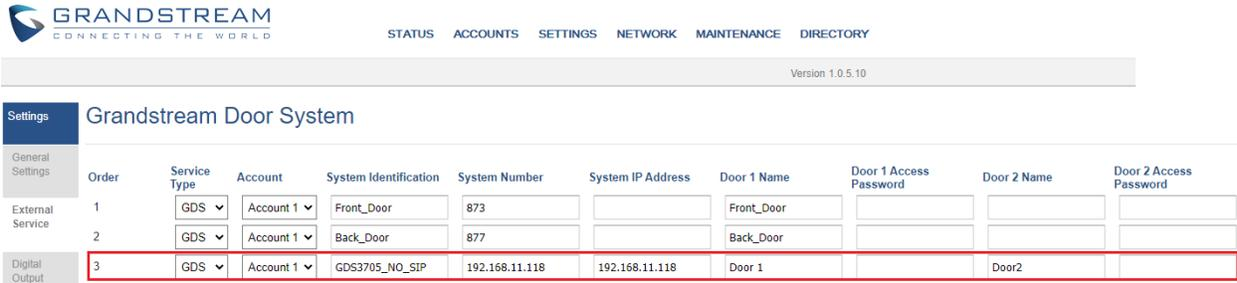 GRANDSTREAM
CONNECTING THE WORLD
STATUS ACCOUNTS SETTINGS NETWORK MAINTENANCE DIRECTORY
Version 1.0.5.10
Settings
Grandstream Door System
General
Settings
External
Service
Digital
Output
Order Service Type Account System Identification System Number System IP Address Door 1 Name Door 1 Access Password Door 2 Name Door 2 Access Password
1 GDS Account 1 Front_Door 873 Front_Door
2 GDS Account 1 Back_Door 877 Back_Door
3 GDS Account 1 GDS3705_NO_SIP 192.168.11.118 192.168.11.118 Door 1 Door2